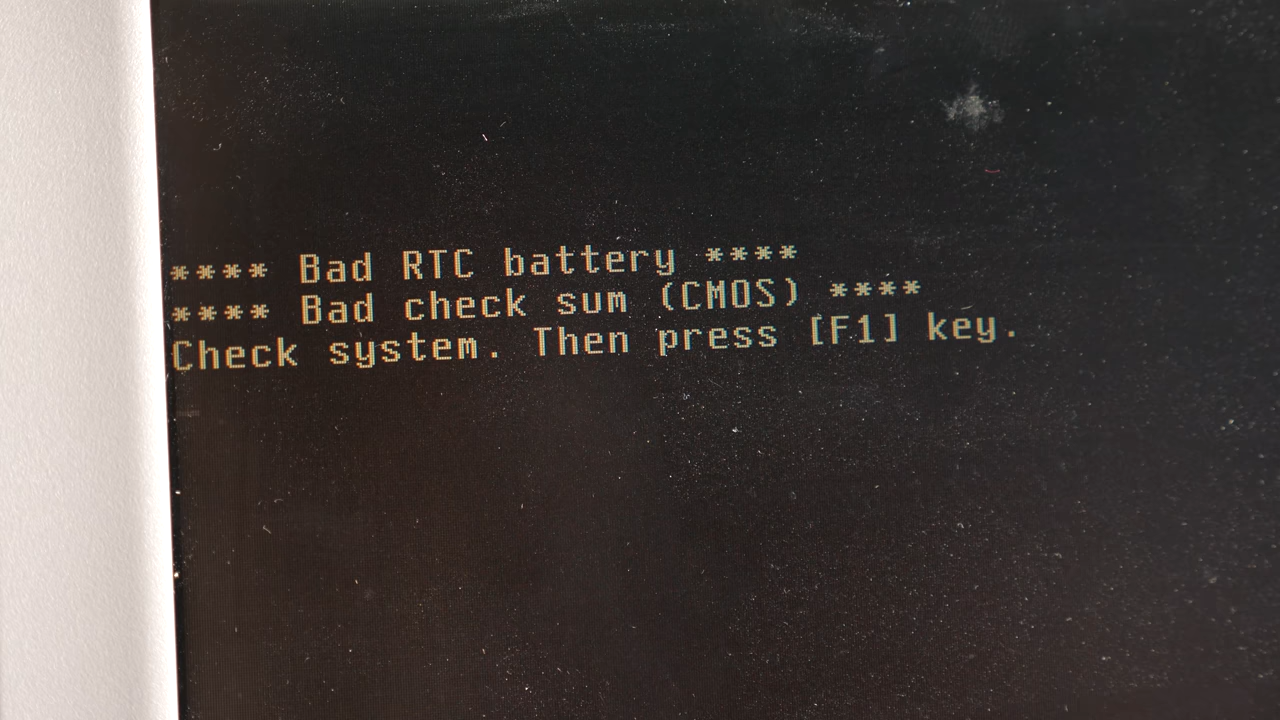 **** Bad RTC battery ****
**** Bad check sum (CMOS) ****
Check system. Then press [F1] key.